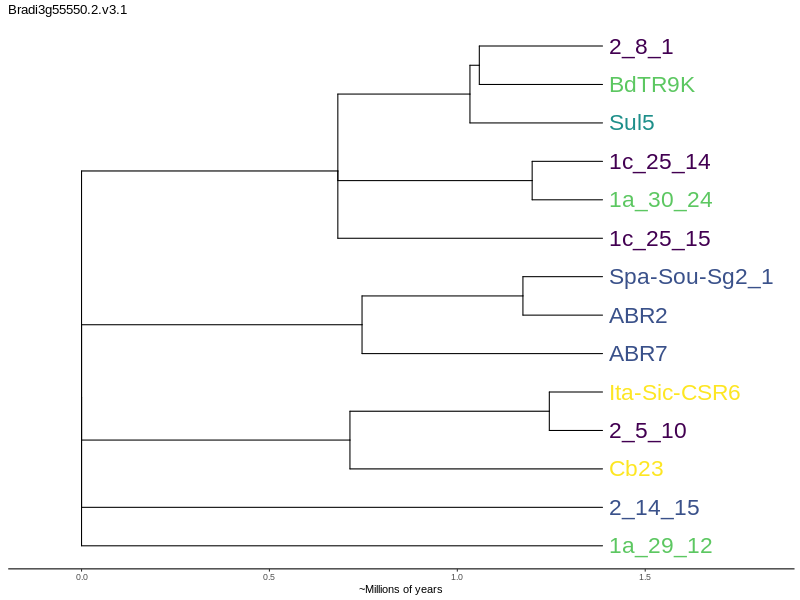 Bradi3g55550.2.v3.1
2_8_1
BdTR9K
Sul5
1c_25_14
1a_30_24
1c_25_15
Spa-Sou-Sg2_1
ABR2
ABR7
Ita-Sic-CSR6
2_5_10
Cb23
2_14_15
1a_29_12
0.0 0.5 1.0 1.5
~Millions of years